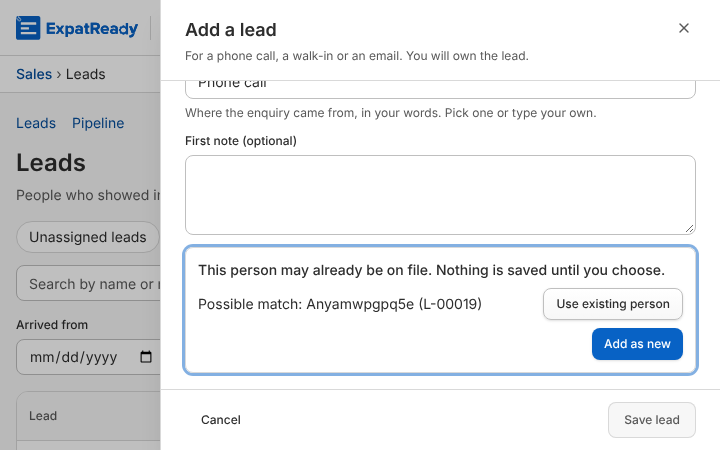 ExpatReady
Sales › Leads
Leads Pipeline
Leads
People who showed i
Unassigned leads
Search by name or
Arrived from
mm/dd/yyyy
Lead
Add a lead
For a phone call, a walk-in or an email. You will own the lead.
Phone call
Where the enquiry came from, in your words. Pick one or type your own.
First note (optional)
This person may already be on file. Nothing is saved until you choose.
Possible match: Anyamwpgpq5e (L-00019)
Use existing person
Add as new
Cancel
Save lead